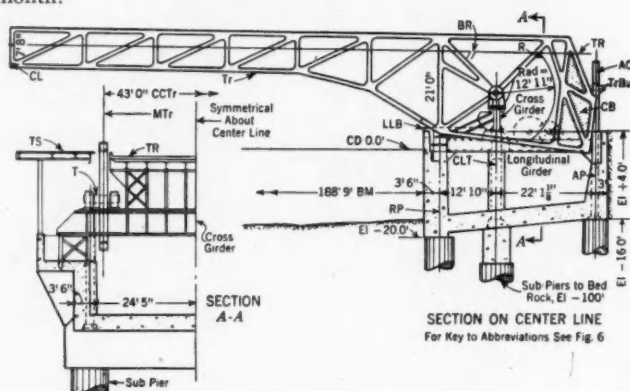 month.
7'8"
CL
Tr
BR
R
A
TR
Rad =
12' 11"
21' 0"
Cross
Girder
CB
LLB
43' 0" CCTr
MTr
Symmetrical
About
Center Line
TS
TR
T
CD 0.0'
CLT
Longitudinal
Girder
AP
188' 9" BM
3' 6"
12' 10"
3'
RP
El -20.0'
El +4.0'
El -16.0'
A
Cross
Girder
3' 6"
24' 5"
SECTION
A-A
Sub Pier
Sub Piers to Bed
Rock, El -100'
SECTION ON CENTER LINE
For Key to Abbreviations See Fig. 6